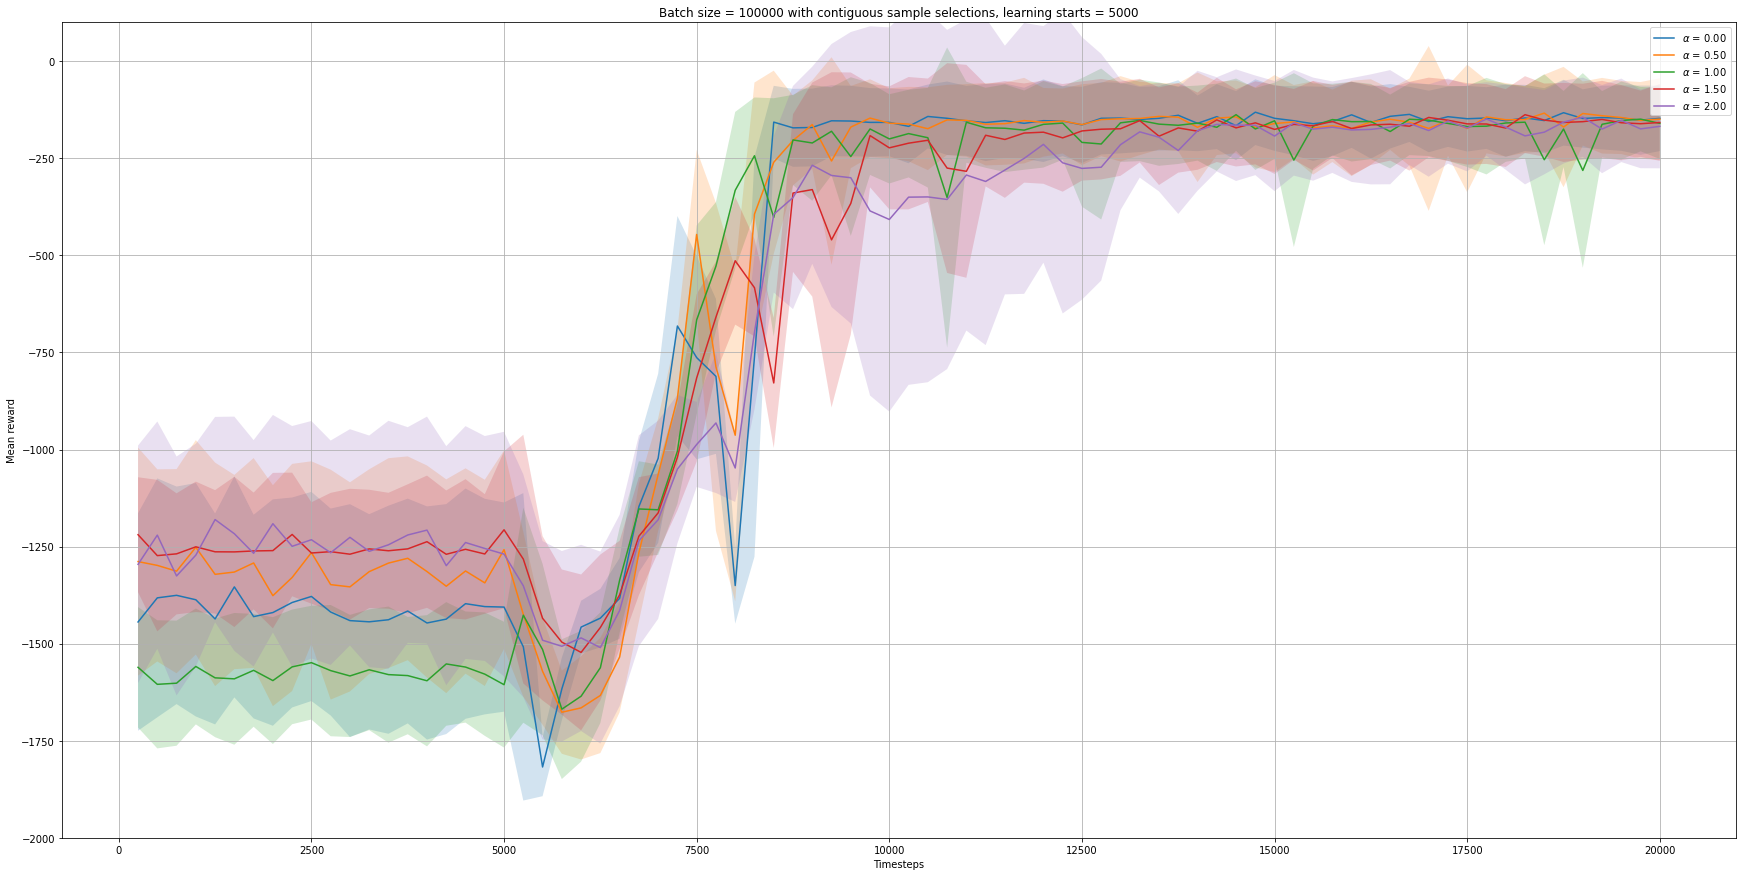 Batch size = 100000 with contiguous sample selections, learning starts = 5000
α = 0.00
α = 0.50
α = 1.00
α = 1.50
α = 2.00
0
−250
−500
−750
−1000
−1250
−1500
−1750
−2000
Mean reward
0 2500 5000 7500 10000 12500 15000 17500 20000
Timesteps